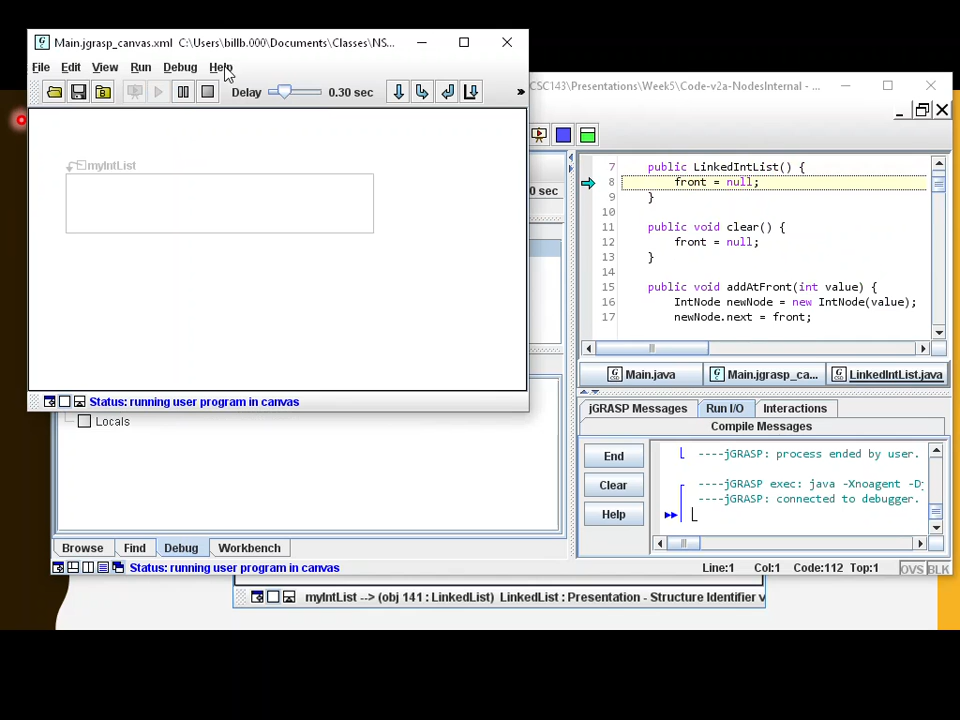 Main.jgrasp_canvas.xml C:\Users\billb.000\Documents\Classes\NS...
File Edit View Run Debug Help
Delay 0.30 sec
»
myIntList
Status: running user program in canvas
CSC143\Presentations\Week5\Code-v2a-NodesInternal - ...
0 sec
7 public LinkedIntList() {
8 front = null;
9 }
10
11 public void clear() {
12 front = null;
13 }
14
15 public void addAtFront(int value) {
16 IntNode newNode = new IntNode(value);
17 newNode.next = front;
Main.java Main.jgrasp_ca... LinkedIntList.java
jGRASP Messages Run I/O Interactions
Compile Messages
End
Clear
Help
----jGRASP: process ended by user.
----jGRASP exec: java -Xnoagent -D
----jGRASP: connected to debugger.
Locals
Browse Find Debug Workbench
Status: running user program in canvas
Line:1 Col:1 Code:112 Top:1 OVS BLK
myIntList --> (obj 141 : LinkedList) LinkedList : Presentation - Structure Identifier v